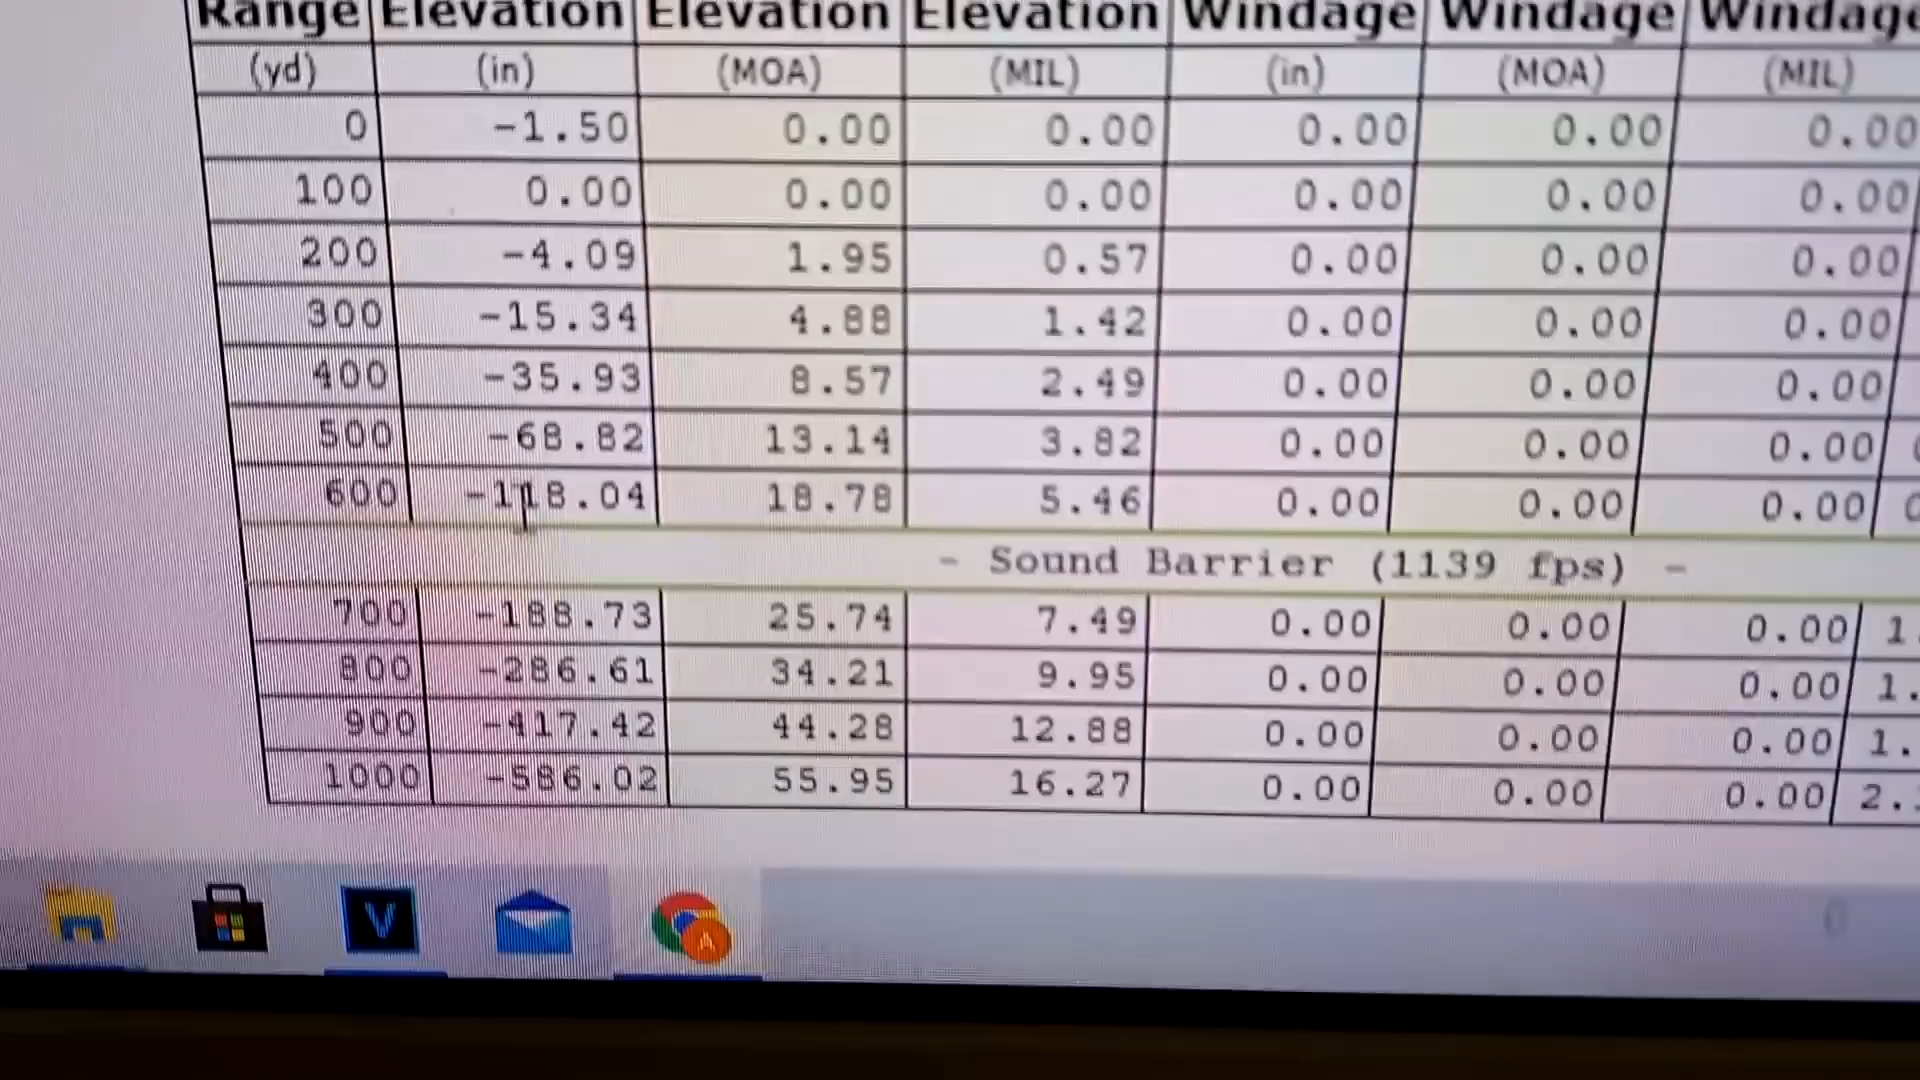 Range Elevation Elevation Elevation Windage Windage Windage
(yd) (in) (MOA) (MIL) (in) (MOA) (MIL)
0 -1.50 0.00 0.00 0.00 0.00 0.00
100 0.00 0.00 0.00 0.00 0.00 0.00
200 -4.09 1.95 0.57 0.00 0.00 0.00
300 -15.34 4.88 1.42 0.00 0.00 0.00
400 -35.93 8.57 2.49 0.00 0.00 0.00
500 -68.82 13.14 3.82 0.00 0.00 0.00
600 -118.04 18.78 5.46 0.00 0.00 0.00
- Sound Barrier (1139 fps) -
700 -188.73 25.74 7.49 0.00 0.00 0.00 1.
800 -286.61 34.21 9.95 0.00 0.00 0.00 1.
900 -417.42 44.28 12.88 0.00 0.00 0.00 1.
1000 -586.02 55.95 16.27 0.00 0.00 0.00 2.
V
A